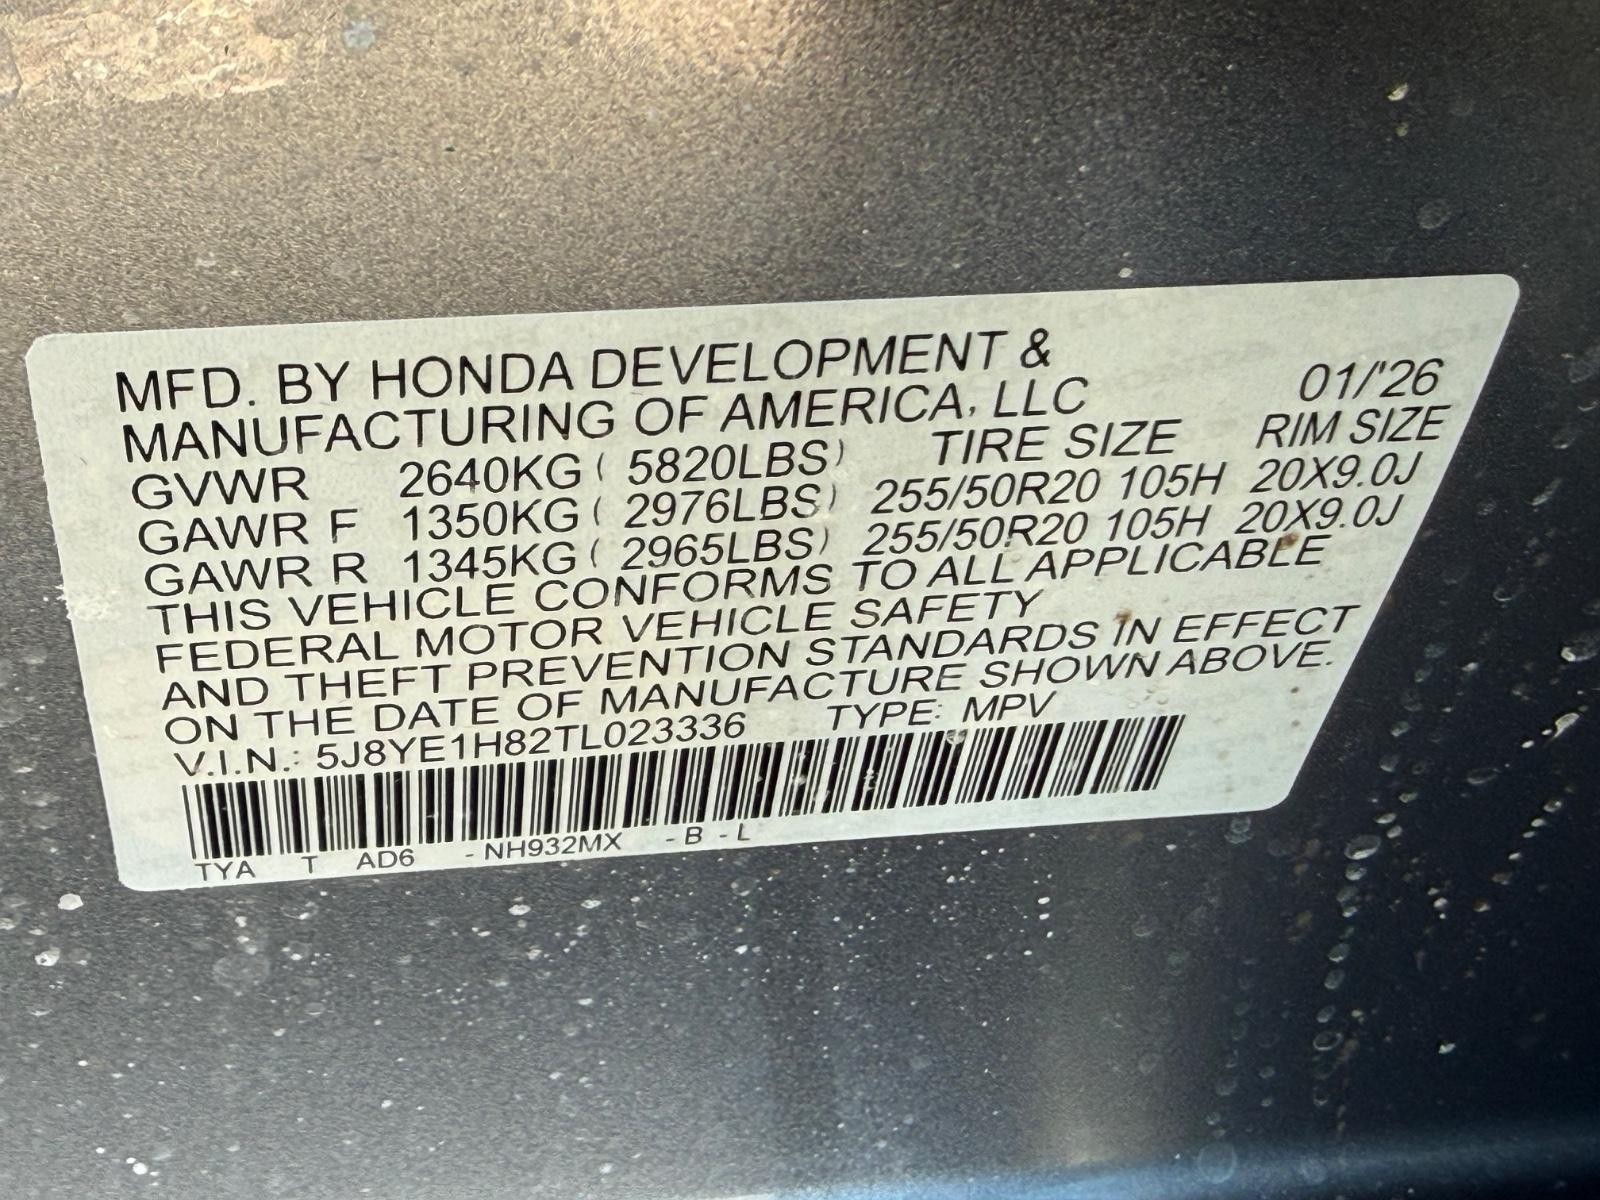 MFD. BY HONDA DEVELOPMENT &
MANUFACTURING OF AMERICA, LLC 01/'26
GVWR 2640KG ( 5820LBS) TIRE SIZE RIM SIZE
GAWR F 1350KG ( 2976LBS) 255/50R20 105H 20X9.0J
GAWR R 1345KG ( 2965LBS) 255/50R20 105H 20X9.0J
THIS VEHICLE CONFORMS TO ALL APPLICABLE
FEDERAL MOTOR VEHICLE SAFETY
AND THEFT PREVENTION STANDARDS IN EFFECT
ON THE DATE OF MANUFACTURE SHOWN ABOVE.
V.I.N.: 5J8YE1H82TL023336 TYPE: MPV
TYA T AD6 - NH932MX - B - L